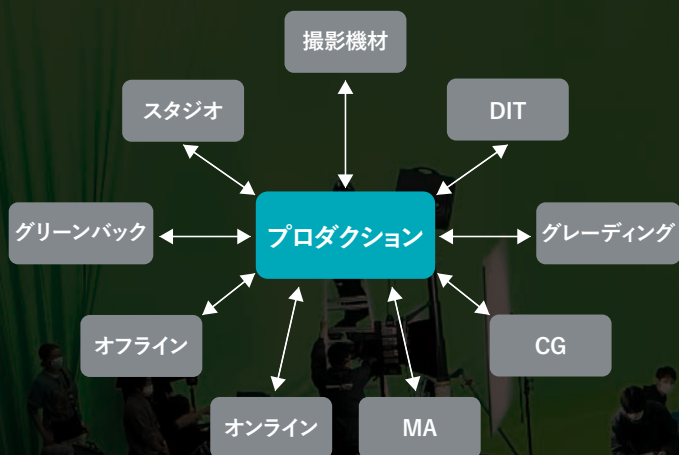 撮影機材
スタジオ
DIT
グリーンバック
プロダクション
グレーディング
オフライン
CG
オンライン
MA